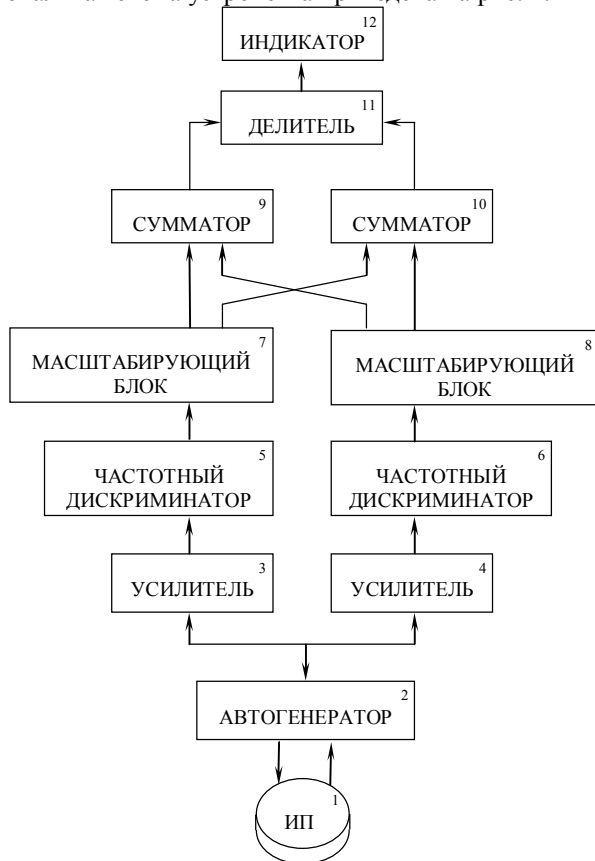 12
ИНДИКАТОР
11
ДЕЛИТЕЛЬ
9
СУММАТОР
10
СУММАТОР
7
МАСШТАБИРУЮЩИЙ
БЛОК
8
МАСШТАБИРУЮЩИЙ
БЛОК
5
ЧАСТОТНЫЙ
ДИСКРИМИНАТОР
6
ЧАСТОТНЫЙ
ДИСКРИМИНАТОР
3
УСИЛИТЕЛЬ
4
УСИЛИТЕЛЬ
2
АВТОГЕНЕРАТОР
1
ИП